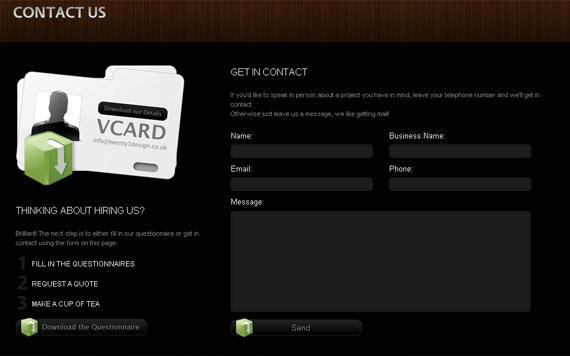 CONTACT US
Download our Details
VCARD
info@twenty3design.co.uk
THINKING ABOUT HIRING US?
Brilliant! The next step is to either fill in our questionnaire or get in
contact using the form on this page.
1 FILL IN THE QUESTIONNAIRES
2 REQUEST A QUOTE
3 MAKE A CUP OF TEA
Download the Questionnaire
GET IN CONTACT
If you'd like to speak in person about a project you have in mind, leave your telephone number and we'll get in
contact.
Otherwise just leave us a message, we like getting mail!
Name:
Business Name:
Email:
Phone:
Message:
Send